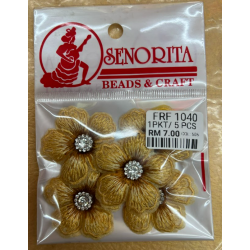 SENORITA
BEADS & CRAFT
FRF 1040
1PKT/ 5 PCS
RM 7.00